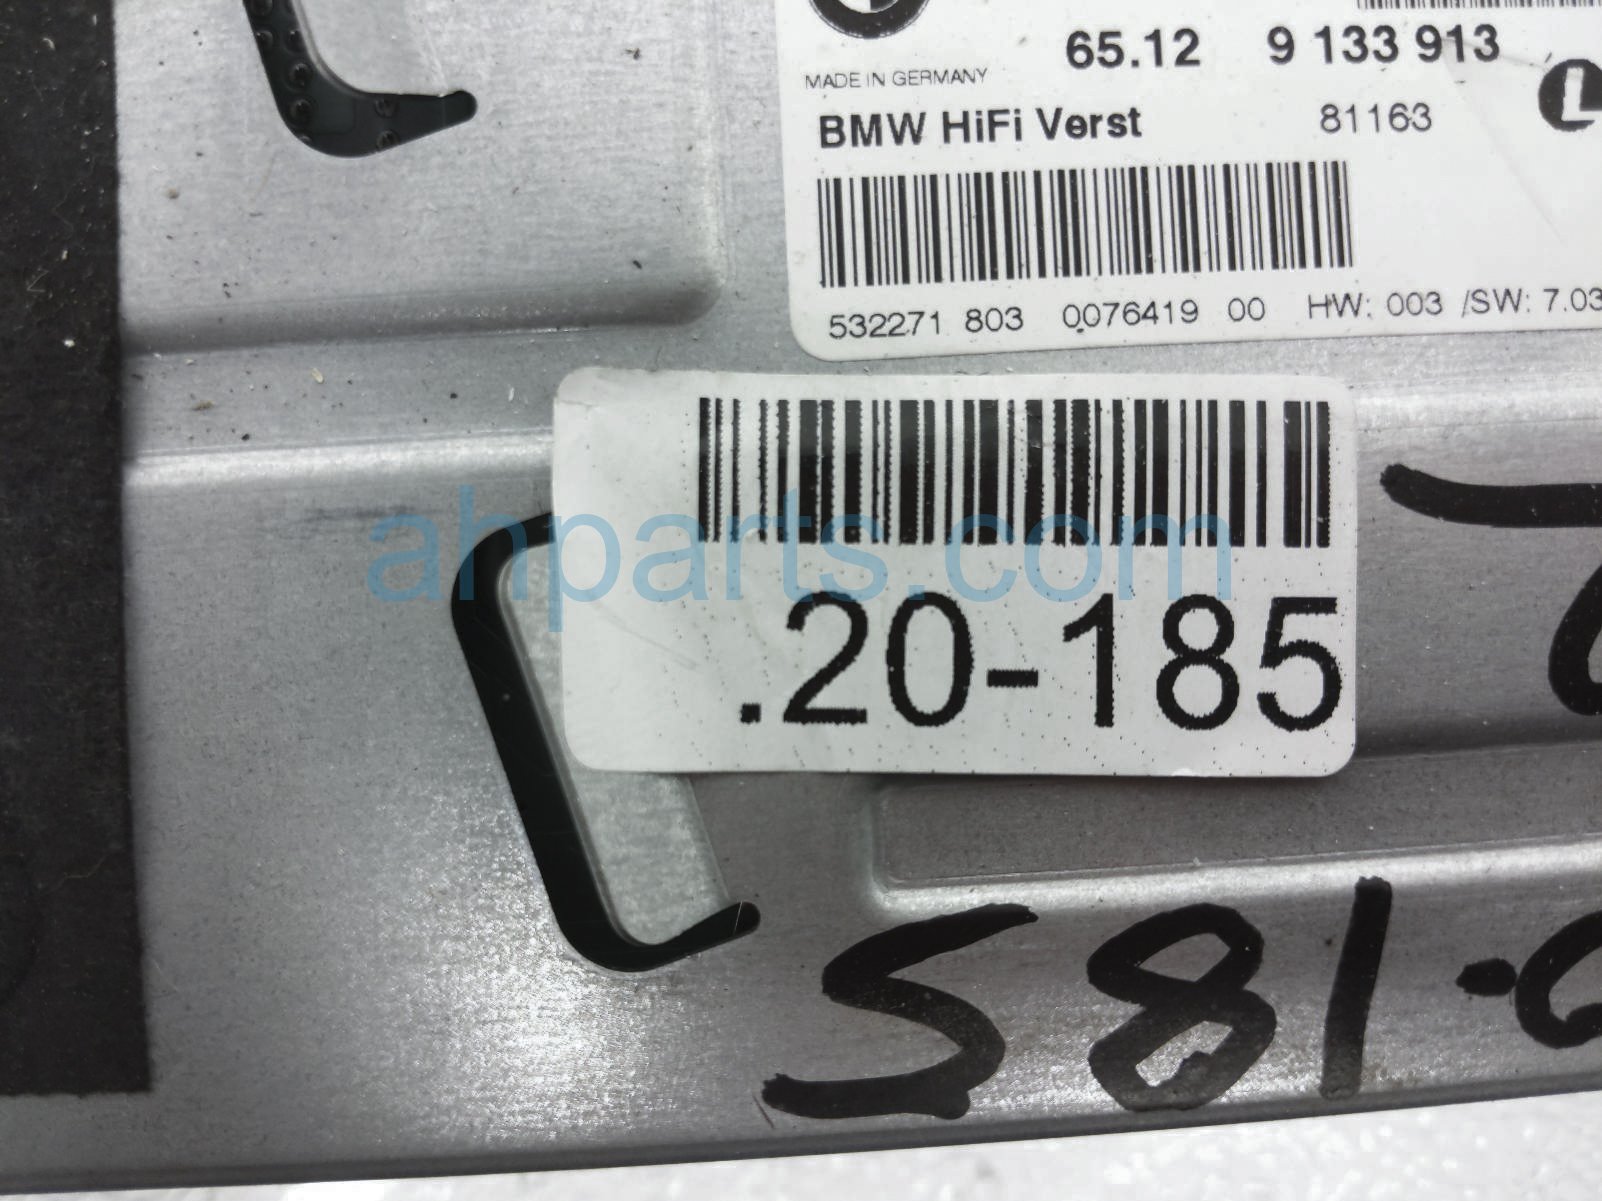 65.12 9 133 913
MADE IN GERMANY
BMW HiFi Verst 81163
L
532271 803 0076419 00 HW: 003 /SW: 7.03
ahparts.com
.20-185
S81-